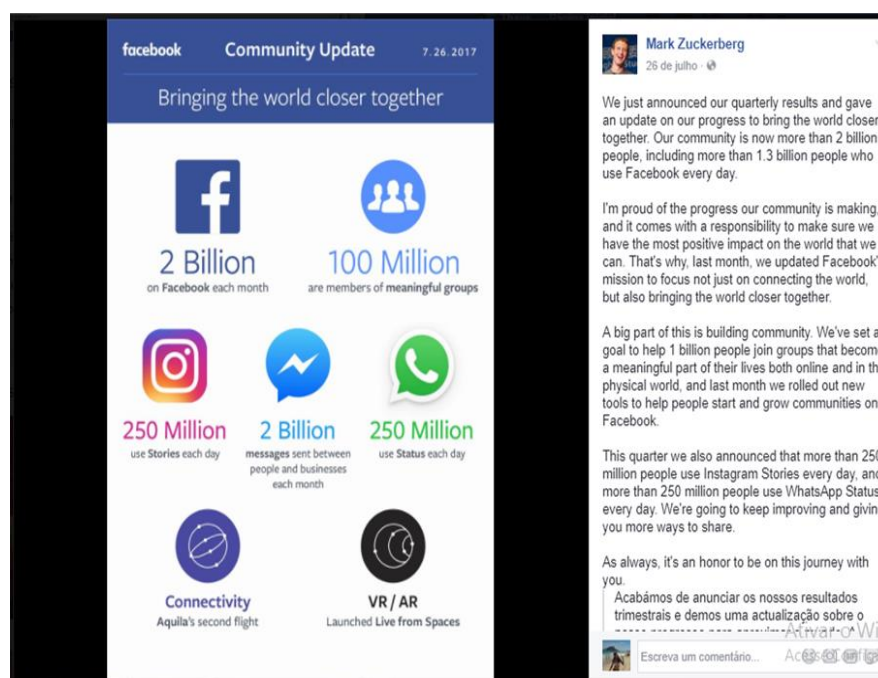 facebook Community Update 7.26.2017
Bringing the world closer together
2 Billion
on Facebook each month
100 Million
are members of meaningful groups
250 Million
use Stories each day
2 Billion
messages sent between
people and businesses
each month
250 Million
use Status each day
Connectivity
Aquila's second flight
VR / AR
Launched Live from Spaces
Mark Zuckerberg
26 de julho
We just announced our quarterly results and gave
an update on our progress to bring the world closer
together. Our community is now more than 2 billion
people, including more than 1.3 billion people who
use Facebook every day.
I'm proud of the progress our community is making,
and it comes with a responsibility to make sure we
have the most positive impact on the world that we
can. That's why, last month, we updated Facebook'
mission to focus not just on connecting the world,
but also bringing the world closer together.
A big part of this is building community. We've set a
goal to help 1 billion people join groups that becom
a meaningful part of their lives both online and in th
physical world, and last month we rolled out new
tools to help people start and grow communities on
Facebook.
This quarter we also announced that more than 250
million people use Instagram Stories every day, and
more than 250 million people use WhatsApp Status
every day. We're going to keep improving and givin
you more ways to share.
As always, it's an honor to be on this journey with
you.
Acabámos de anunciar os nossos resultados
trimestrais e demos uma actualização sobre o
Ativar o Wi
Escreva um comentário...